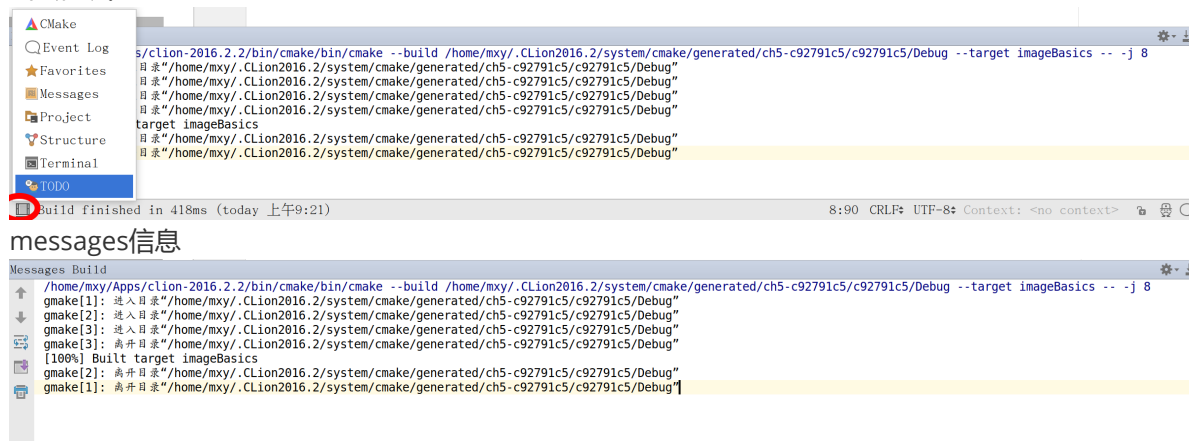 CMake
Event Log
Favorites
Messages
Project
Structure
Terminal
TODO
s/clion-2016.2.2/bin/cmake/bin/cmake --build /home/mxy/.CLion2016.2/system/cmake/generated/ch5-c92791c5/c92791c5/Debug --target imageBasics -- -j 8
目录“/home/mxy/.CLion2016.2/system/cmake/generated/ch5-c92791c5/c92791c5/Debug”
目录“/home/mxy/.CLion2016.2/system/cmake/generated/ch5-c92791c5/c92791c5/Debug”
目录“/home/mxy/.CLion2016.2/system/cmake/generated/ch5-c92791c5/c92791c5/Debug”
目录“/home/mxy/.CLion2016.2/system/cmake/generated/ch5-c92791c5/c92791c5/Debug”
target imageBasics
目录“/home/mxy/.CLion2016.2/system/cmake/generated/ch5-c92791c5/c92791c5/Debug”
目录“/home/mxy/.CLion2016.2/system/cmake/generated/ch5-c92791c5/c92791c5/Debug”
Build finished in 418ms (today 上午9:21) 8:90 CRLF UTF-8 Context: <no context>
messages信息
Messages Build
/home/mxy/Apps/clion-2016.2.2/bin/cmake/bin/cmake --build /home/mxy/.CLion2016.2/system/cmake/generated/ch5-c92791c5/c92791c5/Debug --target imageBasics -- -j 8
gmake[1]: 进入目录“/home/mxy/.CLion2016.2/system/cmake/generated/ch5-c92791c5/c92791c5/Debug”
gmake[2]: 进入目录“/home/mxy/.CLion2016.2/system/cmake/generated/ch5-c92791c5/c92791c5/Debug”
gmake[3]: 进入目录“/home/mxy/.CLion2016.2/system/cmake/generated/ch5-c92791c5/c92791c5/Debug”
gmake[3]: 离开目录“/home/mxy/.CLion2016.2/system/cmake/generated/ch5-c92791c5/c92791c5/Debug”
[100%] Built target imageBasics
gmake[2]: 离开目录“/home/mxy/.CLion2016.2/system/cmake/generated/ch5-c92791c5/c92791c5/Debug”
gmake[1]: 离开目录“/home/mxy/.CLion2016.2/system/cmake/generated/ch5-c92791c5/c92791c5/Debug”